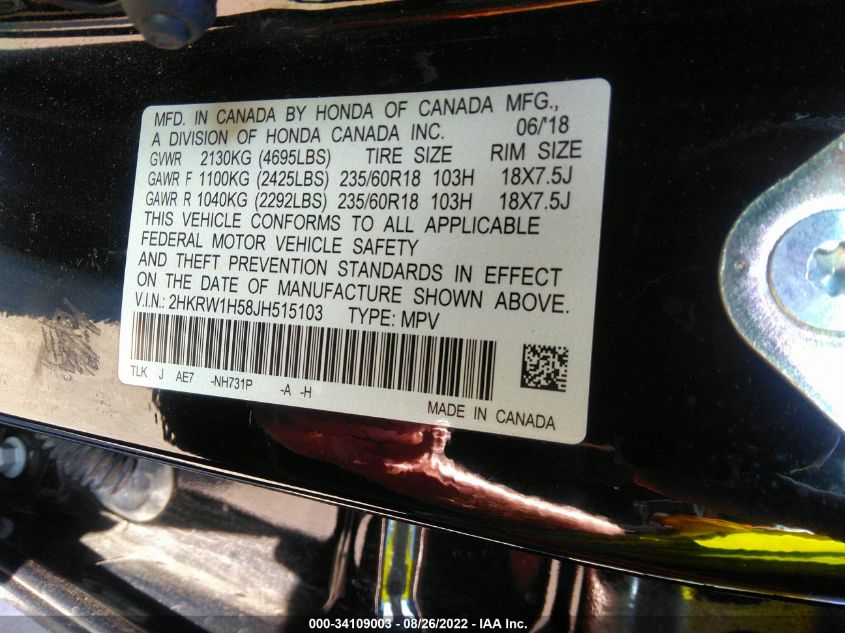 MFD. IN CANADA BY HONDA OF CANADA MFG.,
A DIVISION OF HONDA CANADA INC. 06/'18
GVWR 2130KG (4695LBS) TIRE SIZE RIM SIZE
GAWR F 1100KG (2425LBS) 235/60R18 103H 18X7.5J
GAWR R 1040KG (2292LBS) 235/60R18 103H 18X7.5J
THIS VEHICLE CONFORMS TO ALL APPLICABLE
FEDERAL MOTOR VEHICLE SAFETY
AND THEFT PREVENTION STANDARDS IN EFFECT
ON THE DATE OF MANUFACTURE SHOWN ABOVE.
V.I.N.: 2HKRW1H58JH515103 TYPE: MPV
TLK J AE7 -NH731P -A -H
MADE IN CANADA
000-34109003 - 08/26/2022 - IAA Inc.